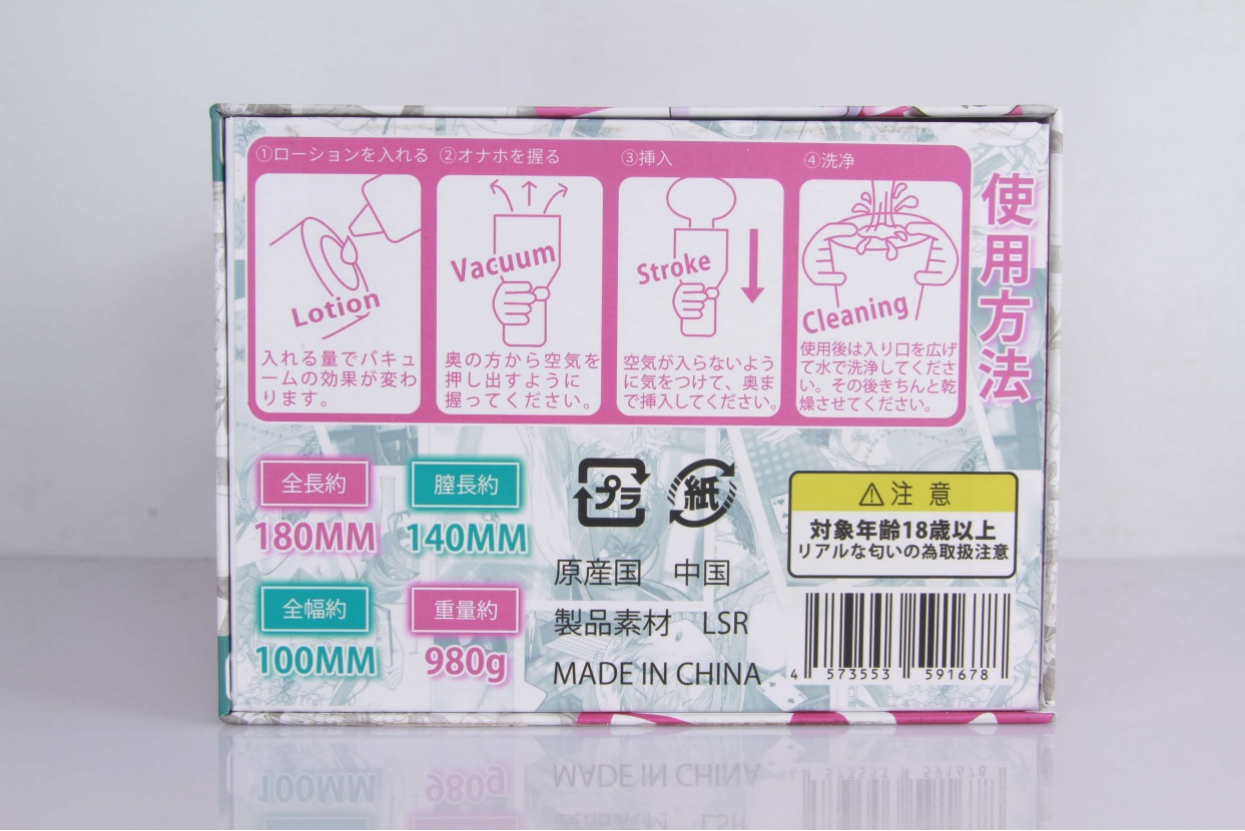 ①ローションを入れる
②オナホを握る
③挿入
④洗浄
使用方法
Lotion
入れる量でバキュ
ームの効果が変わ
ります。
Vacuum
奥の方から空気を
押し出すように
握ってください。
Stroke
空気が入らないよう
に気をつけて、奥ま
で挿入してください。
Cleaning
使用後は入り口を広げ
て水で洗浄してくださ
い。その後きちんと乾
燥させてください。
全長約
180MM
膣長約
140MM
全幅約
100MM
重量約
980g
プラ
紙
原産国 中国
製品素材 LSR
MADE IN CHINA
⚠注意
対象年齢18歳以上
リアルな匂いの為取扱注意
4 573553 591678